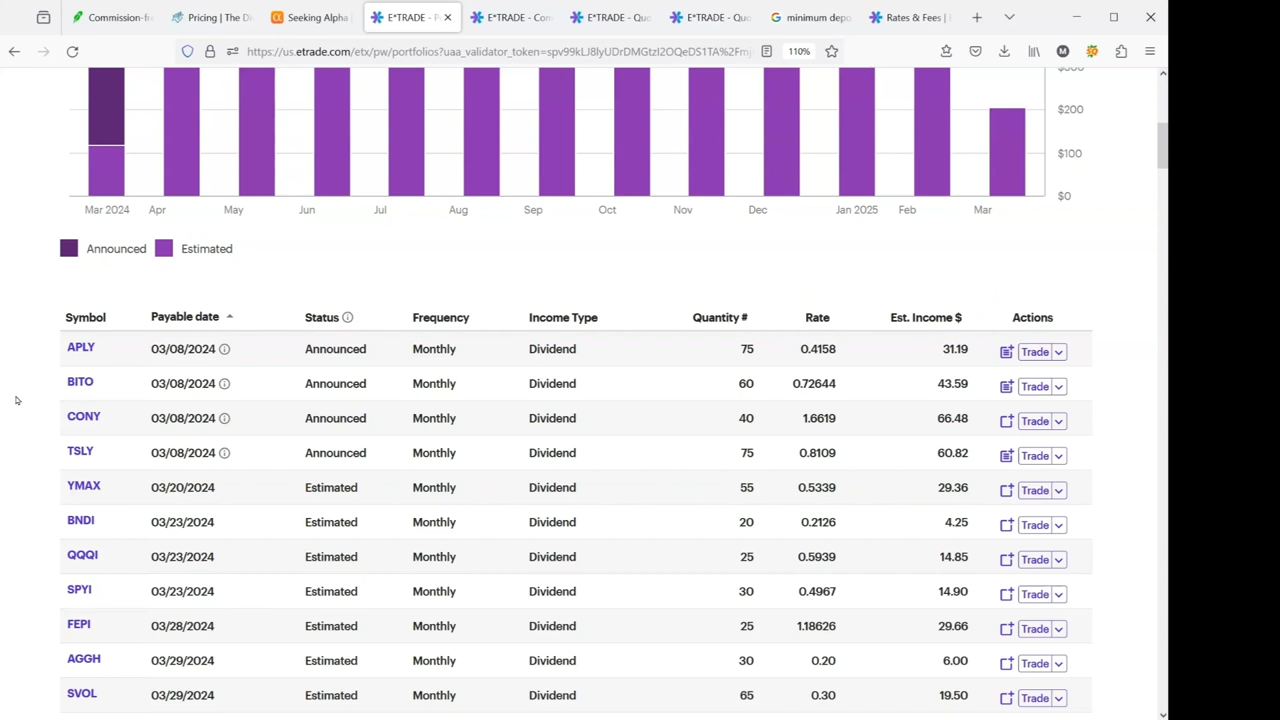 Commission-fr
Pricing | The Di
Seeking Alpha |
E*TRADE - P
E*TRADE - Com
E*TRADE - Quo
E*TRADE - Quo
minimum depo
Rates & Fees |
https://us.etrade.com/etx/pw/portfolios?uaa_validator_token=
110%
$300
$200
$100
$0
Mar 2024 Apr May Jun Jul Aug Sep Oct Nov Dec Jan 2025 Feb Mar
Announced Estimated
Symbol Payable date Status Frequency Income Type Quantity # Rate Est. Income $ Actions
APLY 03/08/2024 Announced Monthly Dividend 75 0.4158 31.19 Trade
BITO 03/08/2024 Announced Monthly Dividend 60 0.72644 43.59 Trade
CONY 03/08/2024 Announced Monthly Dividend 40 1.6619 66.48 Trade
TSLY 03/08/2024 Announced Monthly Dividend 75 0.8109 60.82 Trade
YMAX 03/20/2024 Estimated Monthly Dividend 55 0.5339 29.36 Trade
BNDI 03/23/2024 Estimated Monthly Dividend 20 0.2126 4.25 Trade
QQQI 03/23/2024 Estimated Monthly Dividend 25 0.5939 14.85 Trade
SPYI 03/23/2024 Estimated Monthly Dividend 30 0.4967 14.90 Trade
FEPI 03/28/2024 Estimated Monthly Dividend 25 1.18626 29.66 Trade
AGGH 03/29/2024 Estimated Monthly Dividend 30 0.20 6.00 Trade
SVOL 03/29/2024 Estimated Monthly Dividend 65 0.30 19.50 Trade